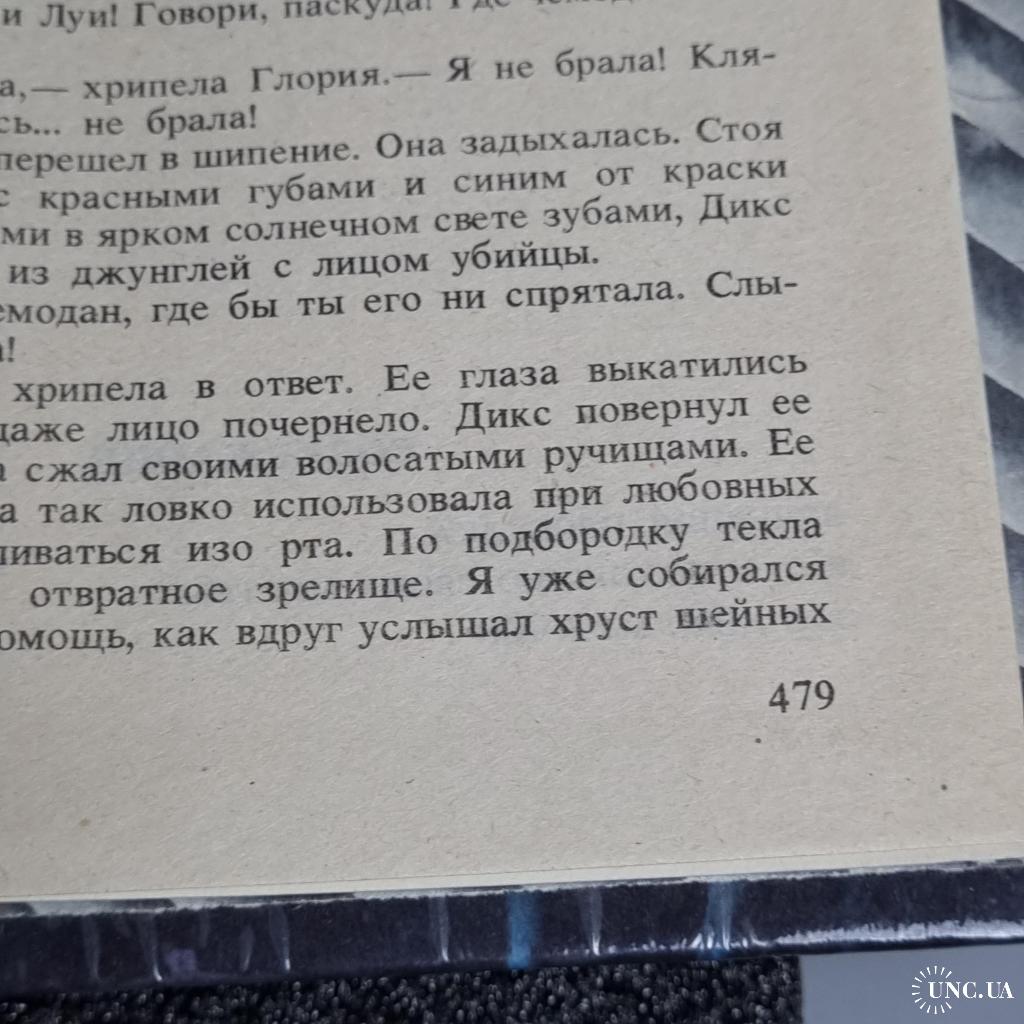 и Луи! Говори, паскуда! Где
а,— хрипела Глория.— Я не брала! Кля-
сь... не брала!
перешел в шипение. Она задыхалась. Стоя
с красными губами и синим от краски
ми в ярком солнечном свете зубами, Дикс
из джунглей с лицом убийцы.
емодан, где бы ты его ни спрятала. Слы-
а!
хрипела в ответ. Ее глаза выкатились
даже лицо почернело. Дикс повернул ее
а сжал своими волосатыми ручищами. Ее
а так ловко использовала при любовных
ливаться изо рта. По подбородку текла
отвратное зрелище. Я уже собирался
омощь, как вдруг услышал хруст шейных
479
UNC.UA